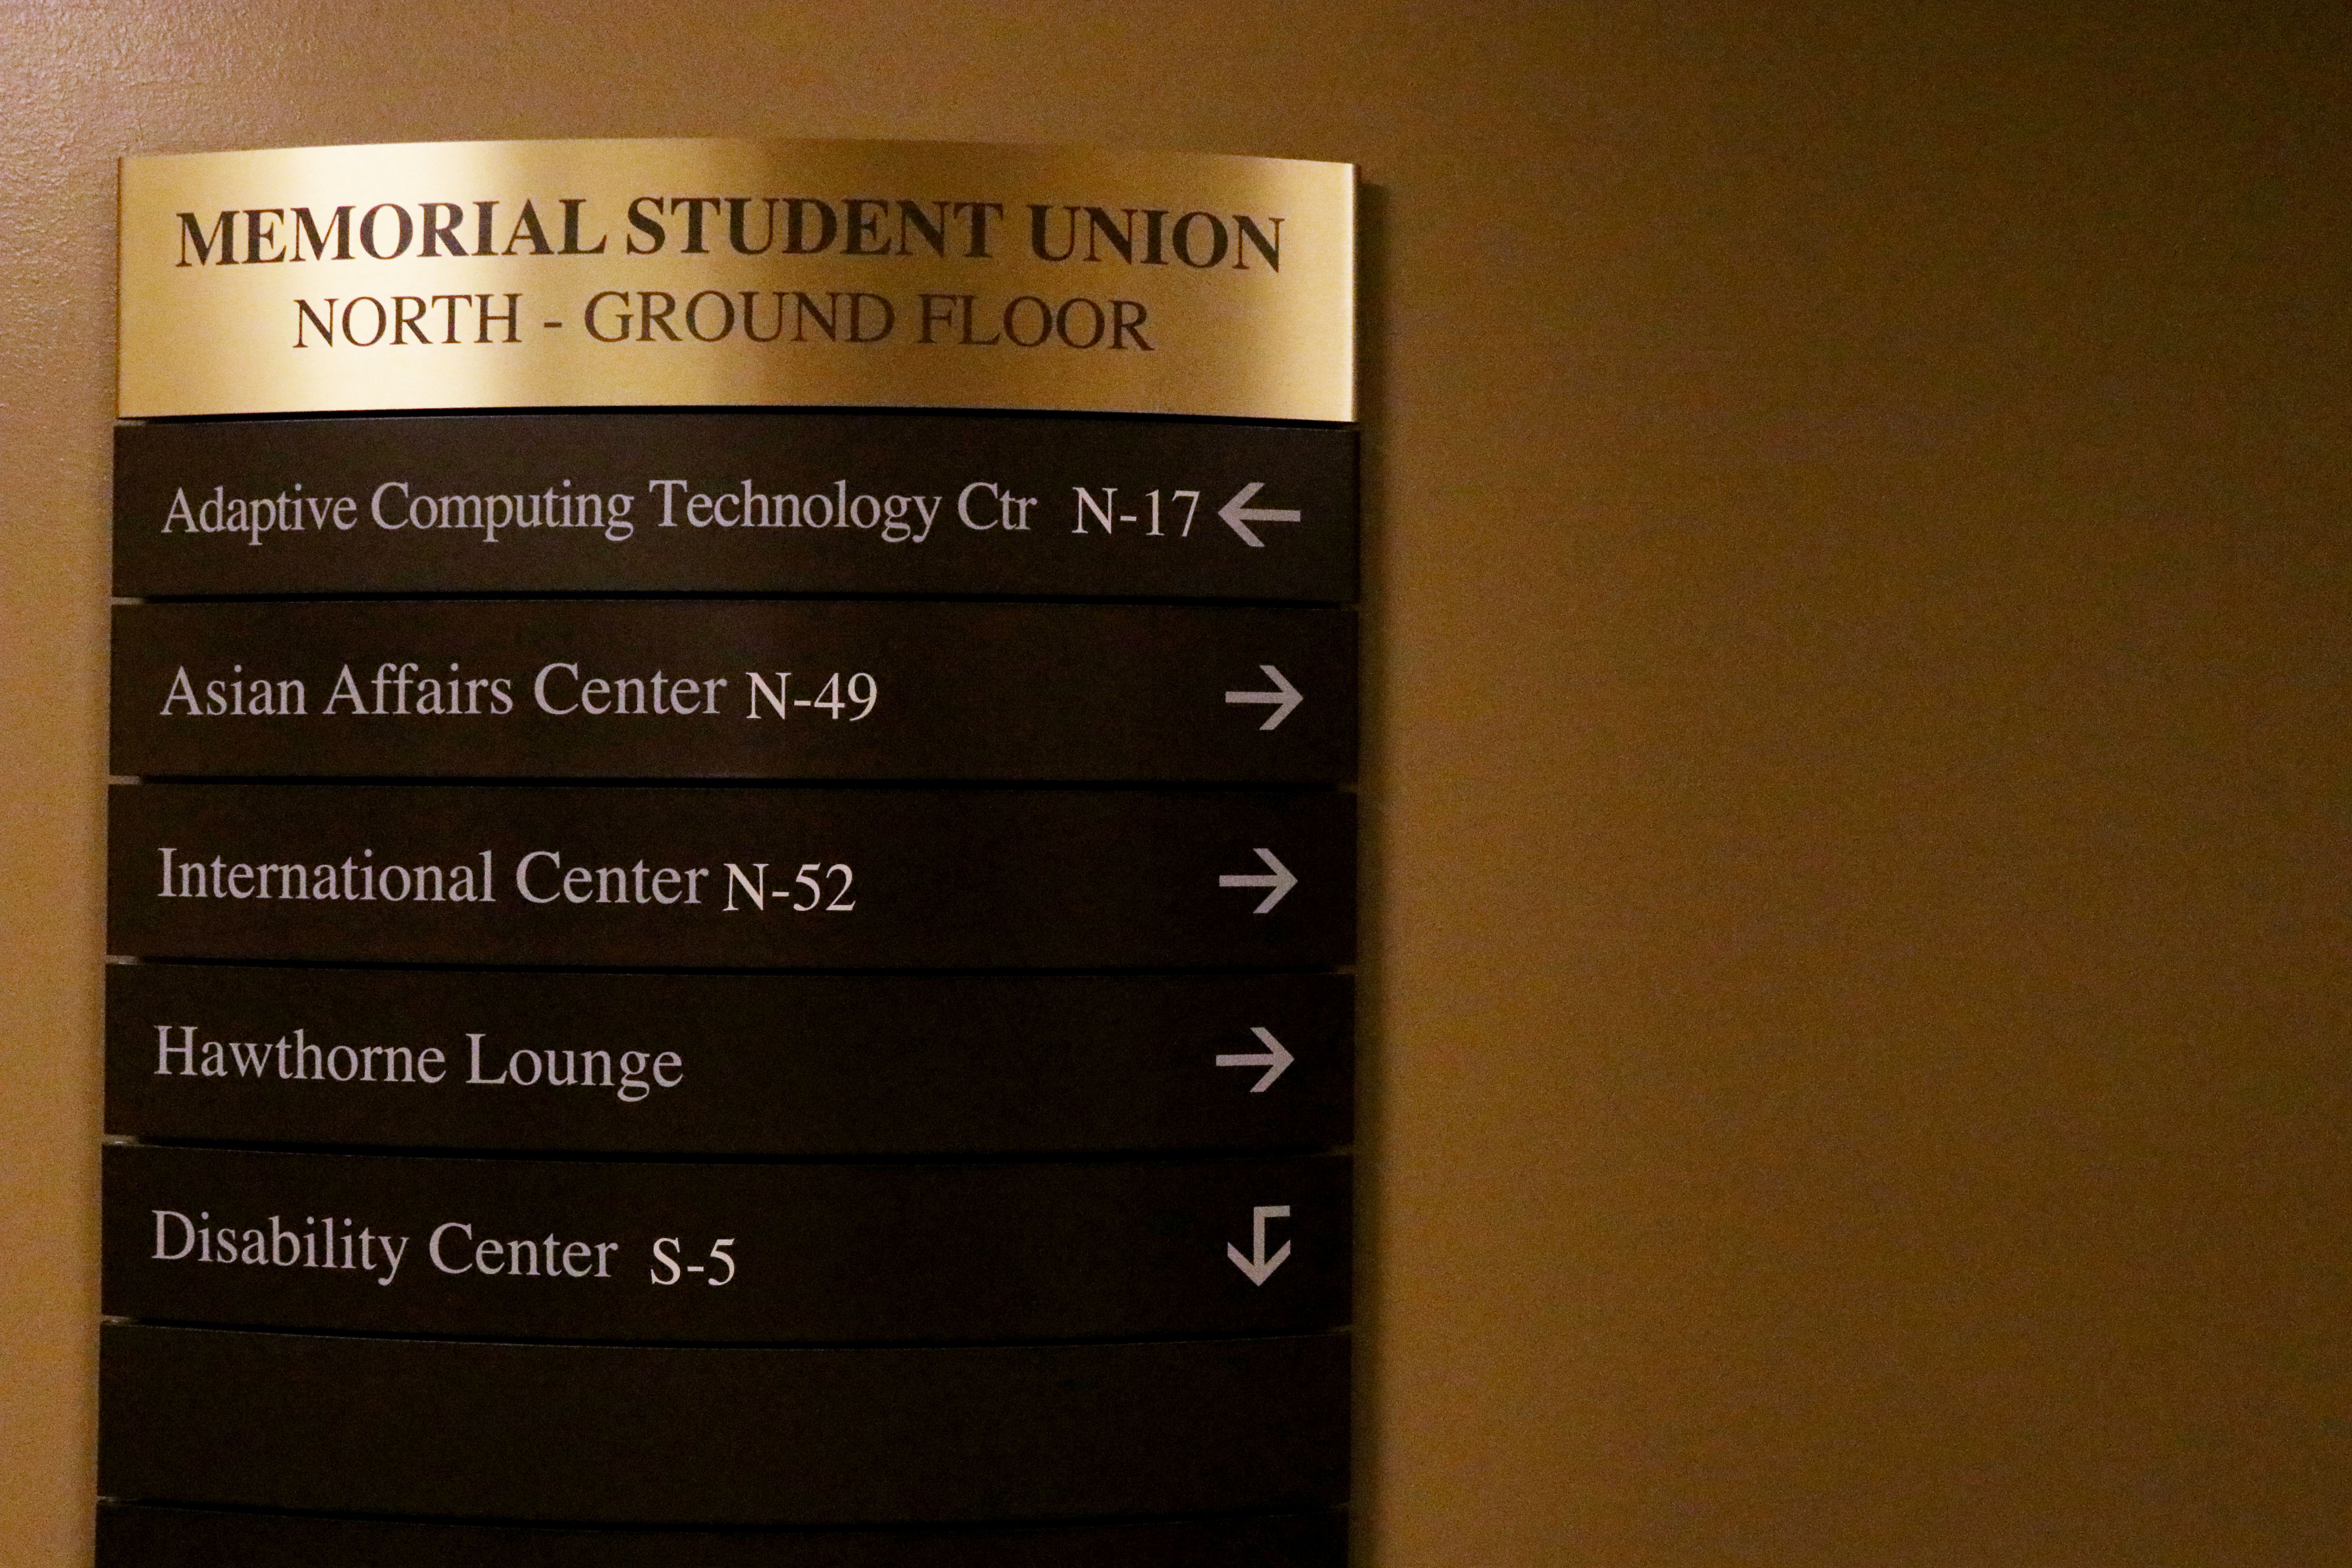 MEMORIAL STUDENT UNION
NORTH - GROUND FLOOR
Adaptive Computing Technology Ctr N-17
Asian Affairs Center N-49
International Center N-52
Hawthorne Lounge
Disability Center S-5